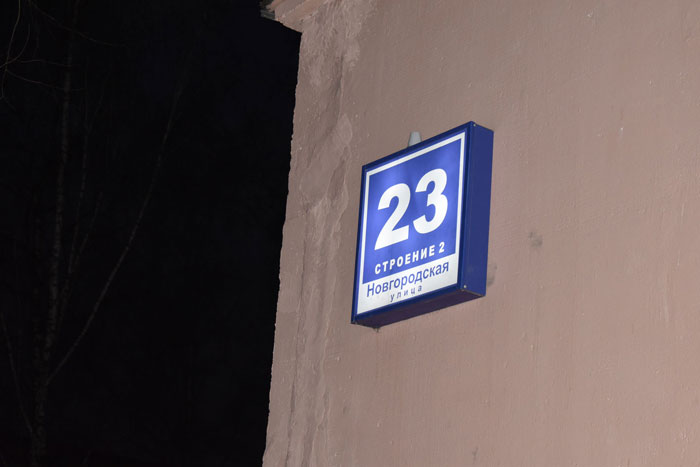 23
СТРОЕНИЕ 2
Новгородская
улица